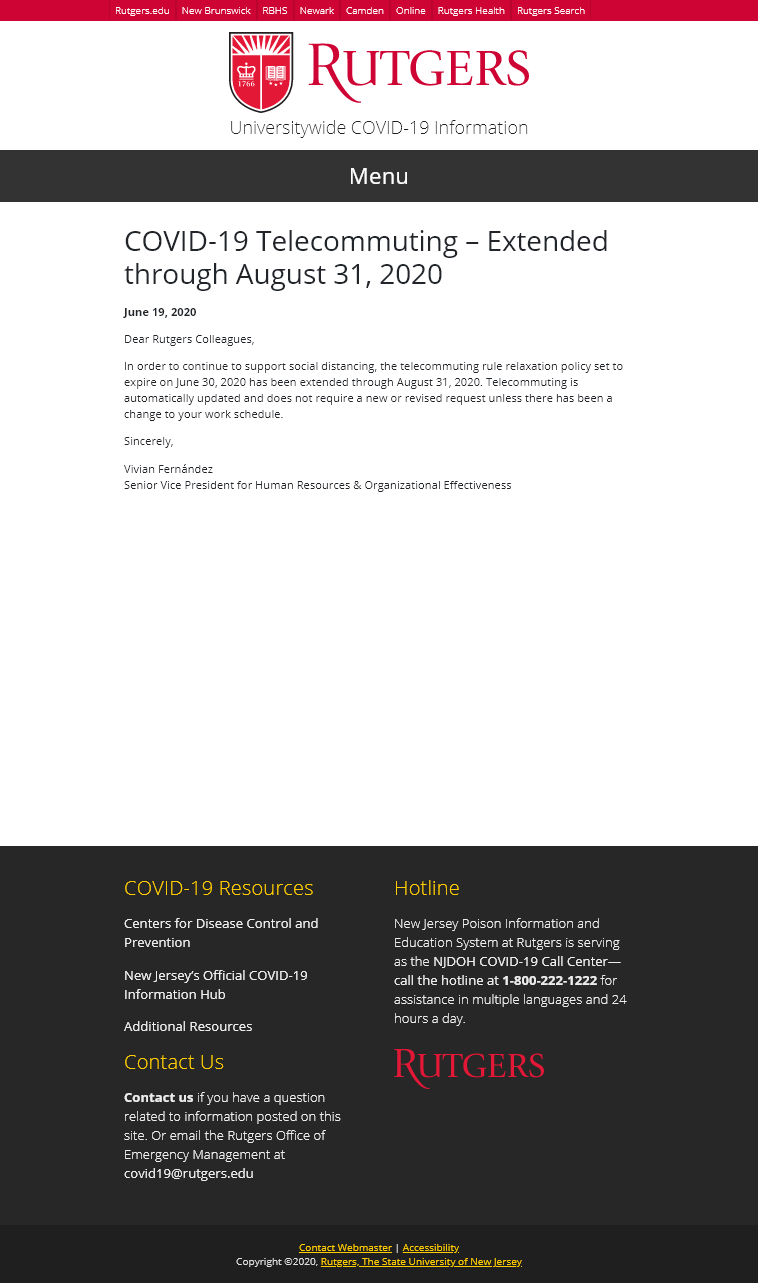 Rutgers.edu New Brunswick RBHS Newark Camden Online Rutgers Health Rutgers Search
1766
RUTGERS
Universitywide COVID-19 Information
Menu
COVID-19 Telecommuting – Extended
through August 31, 2020
June 19, 2020
Dear Rutgers Colleagues,
In order to continue to support social distancing, the telecommuting rule relaxation policy set to
expire on June 30, 2020 has been extended through August 31, 2020. Telecommuting is
automatically updated and does not require a new or revised request unless there has been a
change to your work schedule.
Sincerely,
Vivian Fernández
Senior Vice President for Human Resources & Organizational Effectiveness
COVID-19 Resources
Centers for Disease Control and
Prevention
New Jersey’s Official COVID-19
Information Hub
Additional Resources
Contact Us
Contact us if you have a question
related to information posted on this
site. Or email the Rutgers Office of
Emergency Management at
covid19@rutgers.edu
Hotline
New Jersey Poison Information and
Education System at Rutgers is serving
as the NJDOH COVID-19 Call Center—
call the hotline at 1-800-222-1222 for
assistance in multiple languages and 24
hours a day.
RUTGERS
Contact Webmaster | Accessibility
Copyright ©2020, Rutgers, The State University of New Jersey